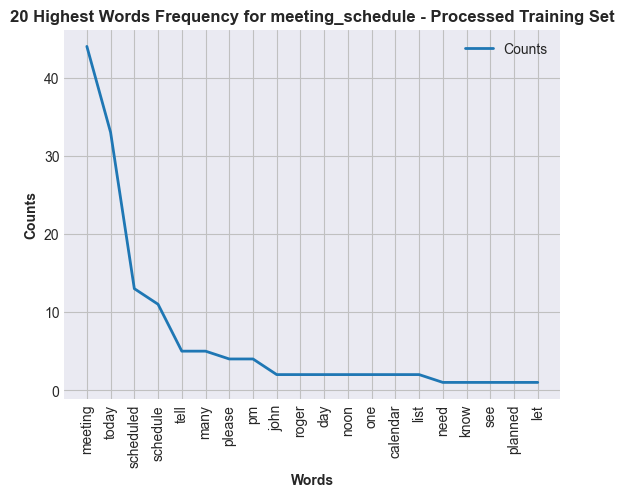 20 Highest Words Frequency for meeting_schedule - Processed Training Set
Counts
Counts
40
30
20
10
0
meeting
today
scheduled
schedule
tell
many
please
pm
john
roger
day
noon
one
calendar
list
need
know
see
planned
let
Words